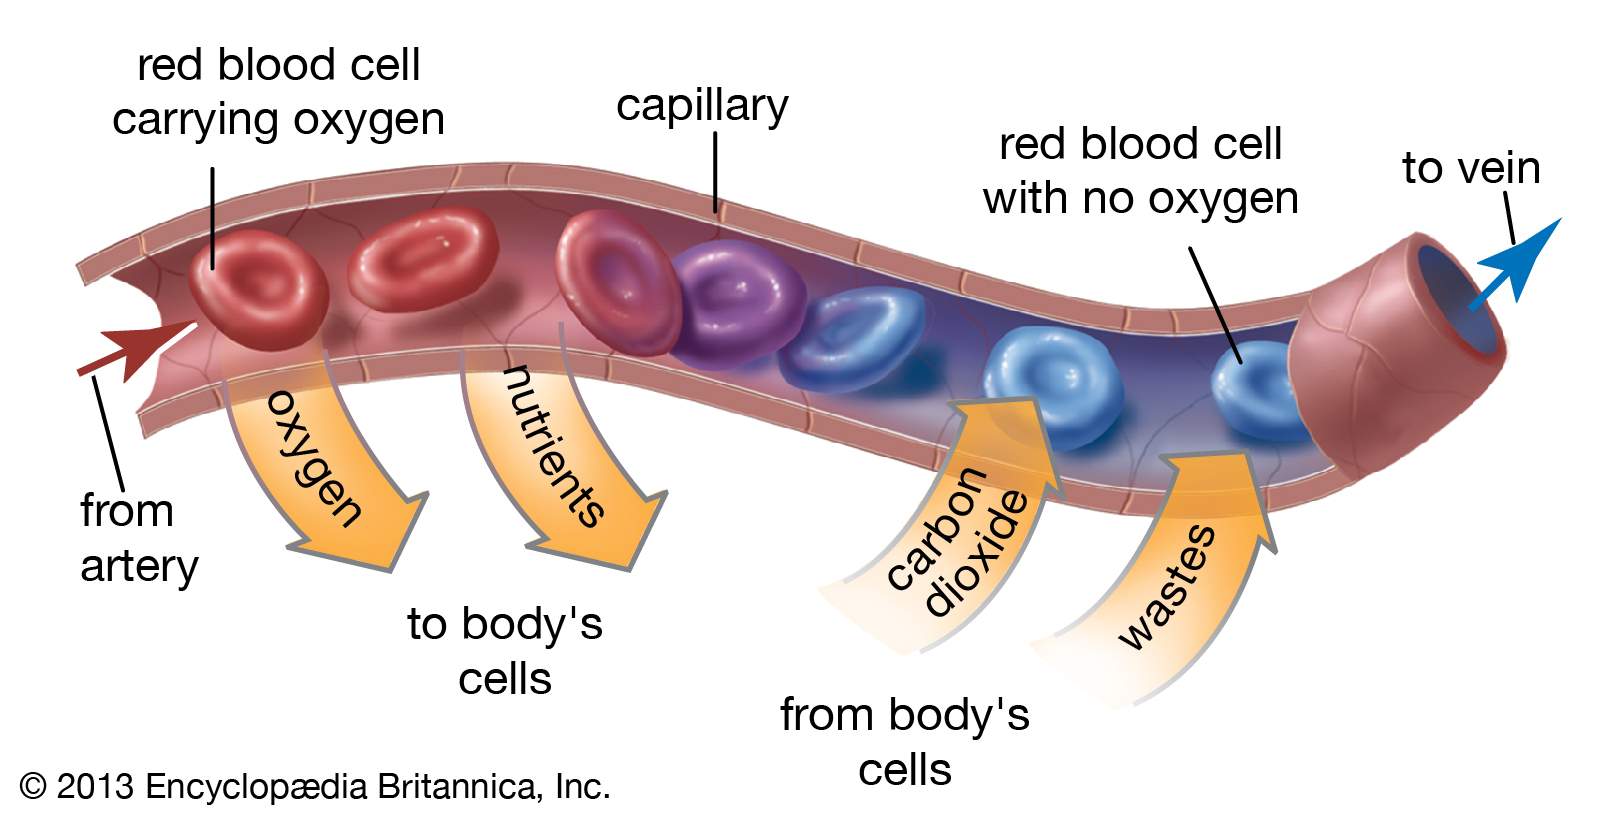 red blood cell
carrying oxygen
capillary
red blood cell
with no oxygen
to vein
oxygen
nutrients
carbon
dioxide
wastes
from
artery
to body's
cells
from body's
cells
© 2013 Encyclopædia Britannica, Inc.